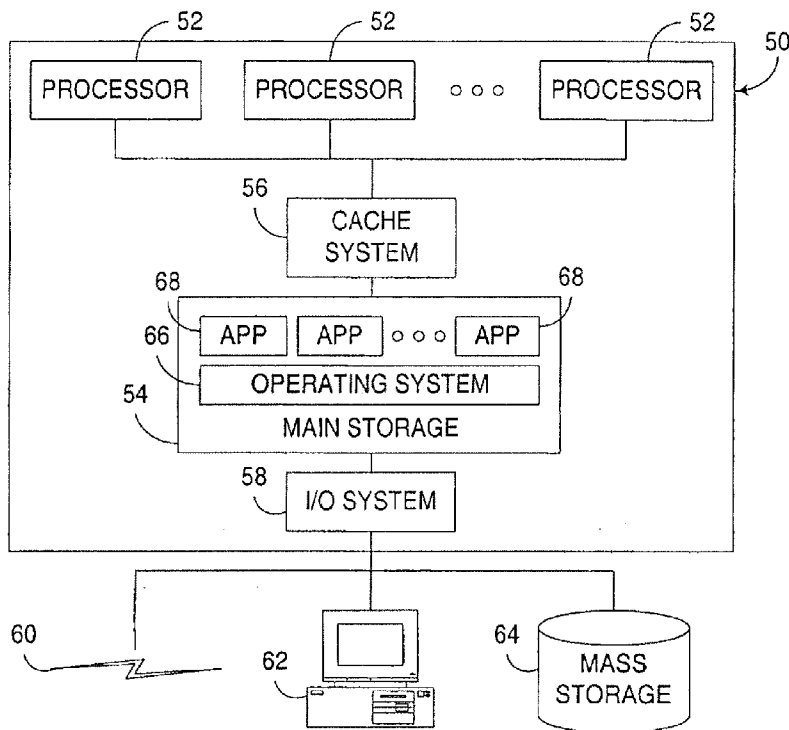 52
52
52
50
PROCESSOR
PROCESSOR
PROCESSOR
56
CACHE
SYSTEM
68
68
APP
APP
APP
66
OPERATING SYSTEM
54
MAIN STORAGE
58
I/O SYSTEM
60
62
64
MASS
STORAGE